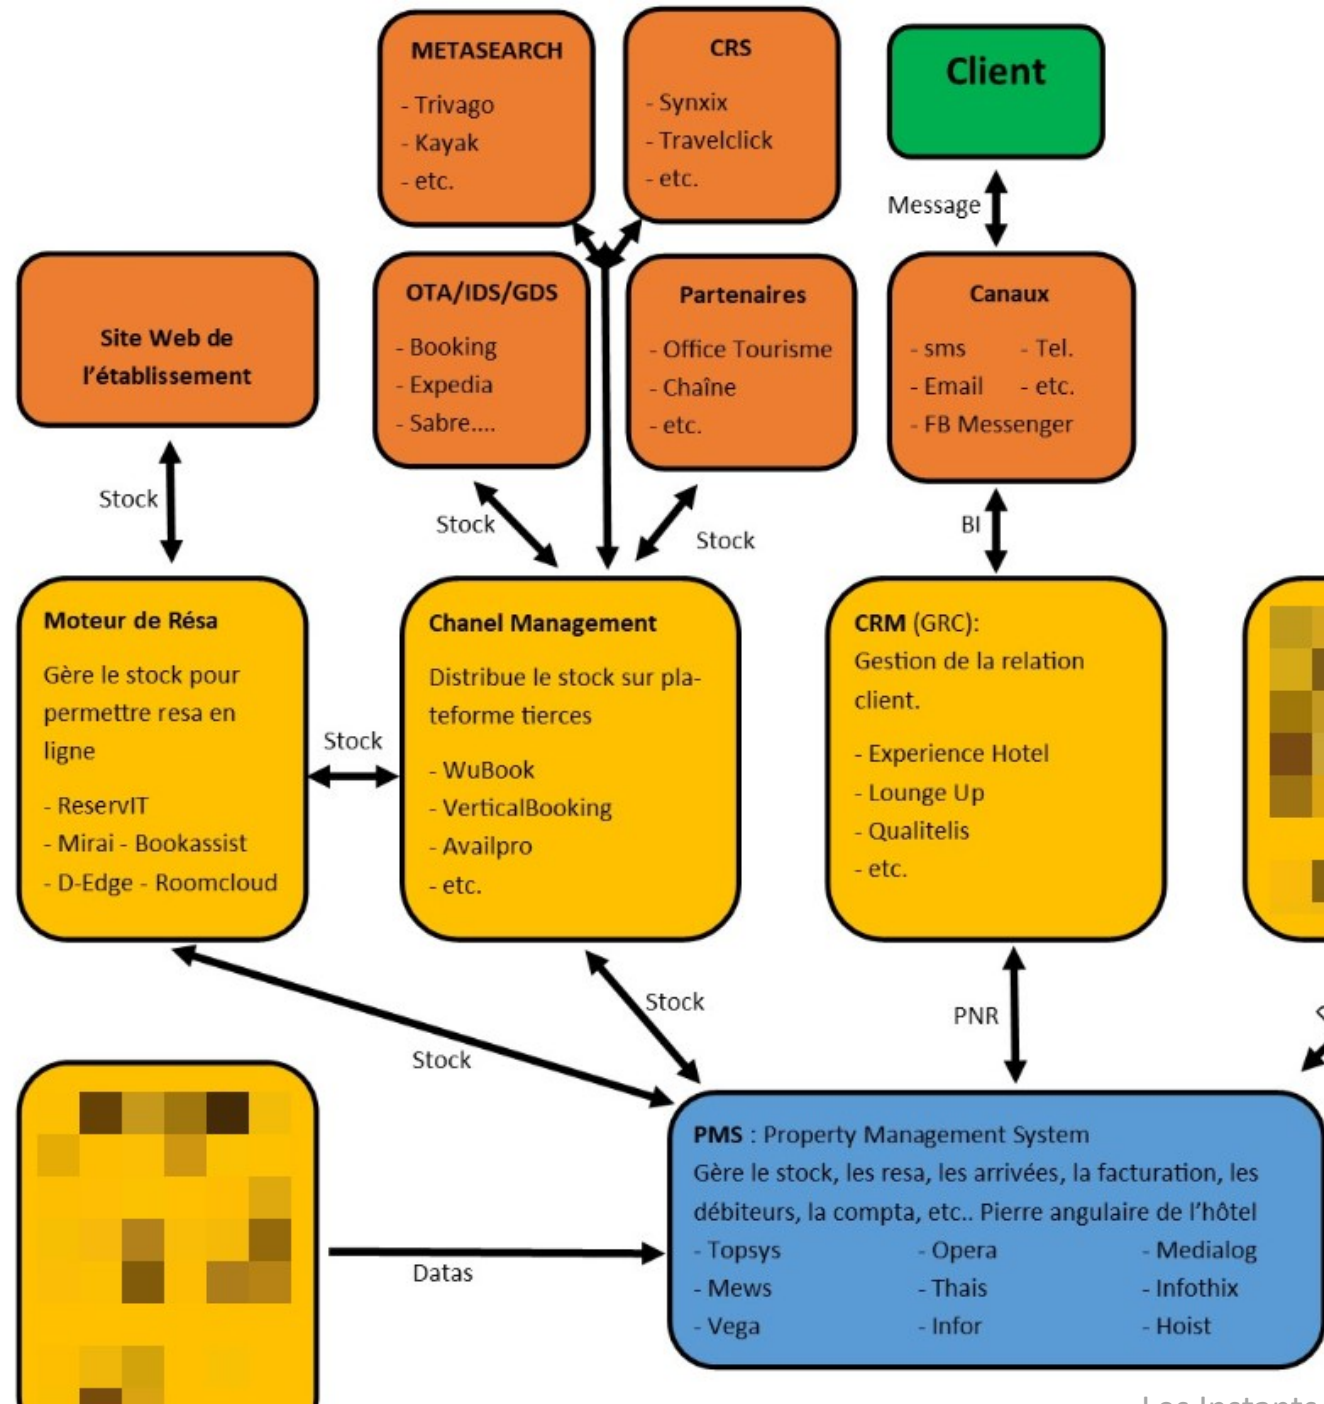 METASEARCH
- Trivago
- Kayak
- etc.
CRS
- Synxix
- Travelclick
- etc.
Client
Message
Site Web de
l'établissement
OTA/IDS/GDS
- Booking
- Expedia
- Sabre....
Partenaires
- Office Tourisme
- Chaîne
- etc.
Canaux
- sms - Tel.
- Email - etc.
- FB Messenger
Stock
Stock
Stock
BI
Moteur de Résa
Gère le stock pour
permettre resa en
ligne
- ReservIT
- Mirai - Bookassist
- D-Edge - Roomcloud
Stock
Chanel Management
Distribue le stock sur pla-
teforme tierces
- WuBook
- VerticalBooking
- Availpro
- etc.
CRM (GRC):
Gestion de la relation
client.
- Experience Hotel
- Lounge Up
- Qualitelis
- etc.
Stock
Stock
PNR
Datas
PMS : Property Management System
Gère le stock, les resa, les arrivées, la facturation, les
débiteurs, la compta, etc.. Pierre angulaire de l'hôtel
- Topsys - Opera - Medialog
- Mews - Thais - Infothix
- Vega - Infor - Hoist
Les Instants